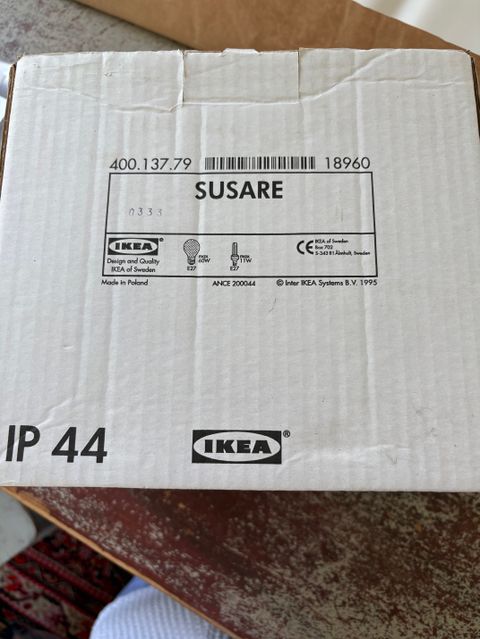 400.137.79 18960
SUSARE
0333
IKEA®
Design and Quality
IKEA of Sweden
max 60W
E27
max 11W
E27
CE
IKEA of Sweden
Box 702
S-343 81 Älmhult, Sweden
Made in Poland ANCE 200044 © Inter IKEA Systems B.V. 1995
IP 44
IKEA®